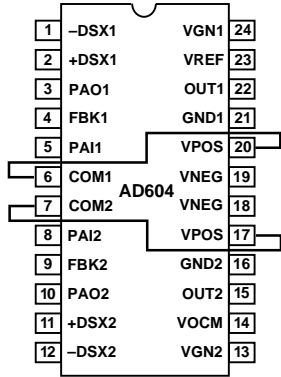 1 –DSX1 VGN1 24
2 +DSX1 VREF 23
3 PAO1 OUT1 22
4 FBK1 GND1 21
5 PAI1 VPOS 20
6 COM1 VNEG 19
AD604
7 COM2 VNEG 18
8 PAI2 VPOS 17
9 FBK2 GND2 16
10 PAO2 OUT2 15
11 +DSX2 VOCM 14
12 –DSX2 VGN2 13